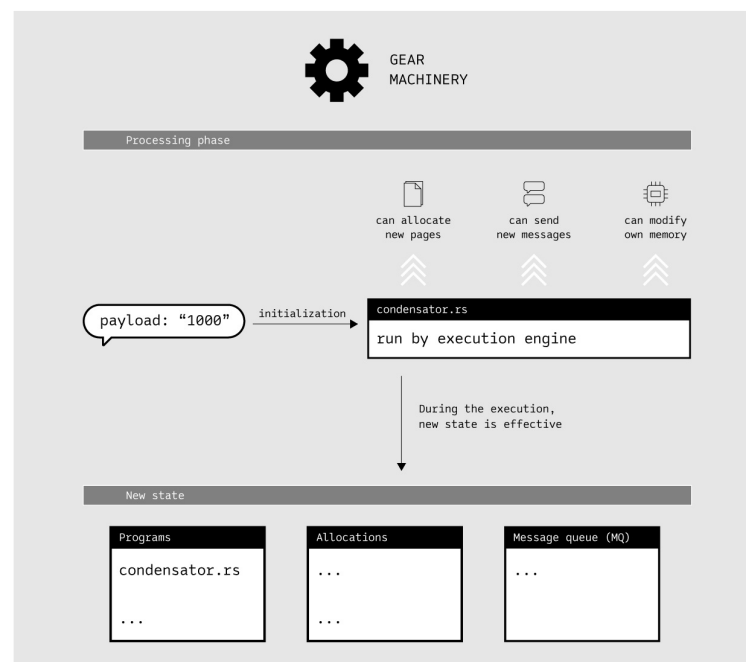 GEAR
MACHINERY
Processing phase
can allocate
new pages
can send
new messages
can modify
own memory
payload: “1000”
initialization
condensator.rs
run by execution engine
During the execution,
new state is effective
New state
Programs
condensator.rs
...
Allocations
...
...
Message queue (MQ)
...